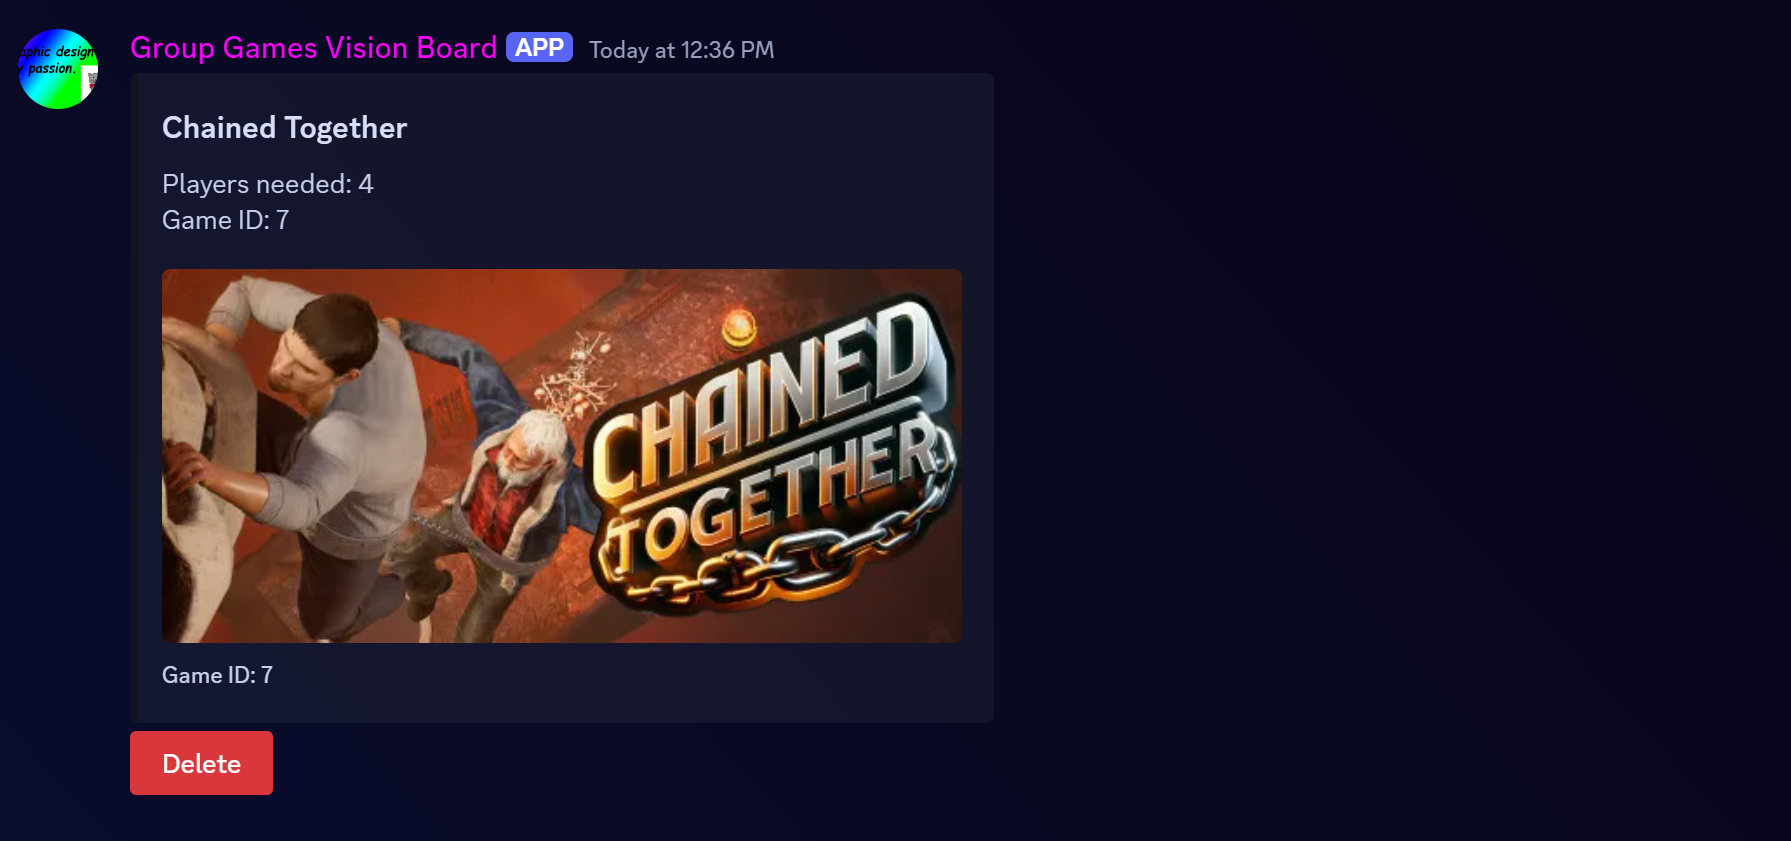 aphic design
passion.
Group Games Vision Board APP Today at 12:36 PM
Chained Together
Players needed: 4
Game ID: 7
CHAINED
TOGETHER
Game ID: 7
Delete